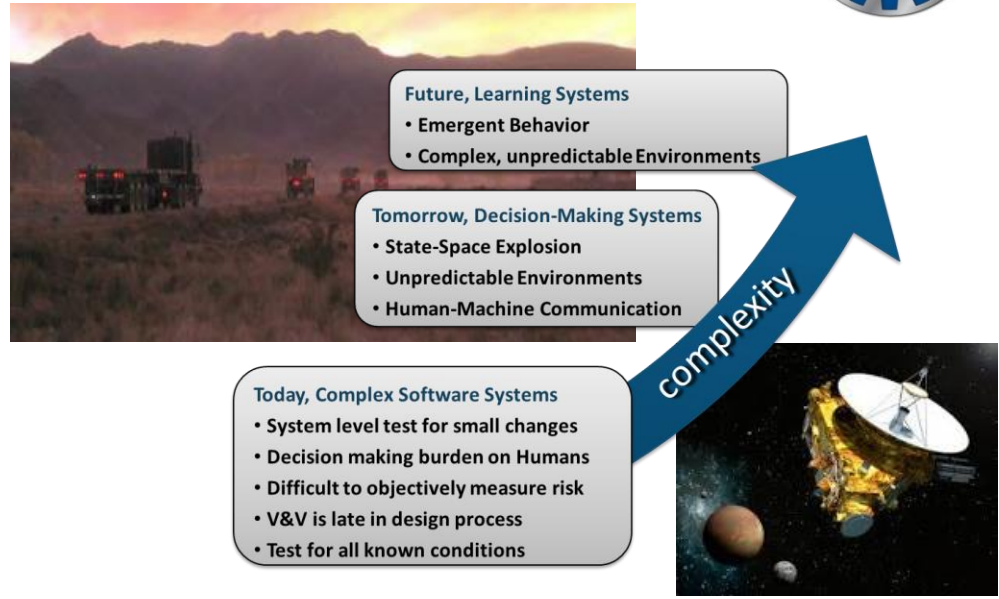 Future, Learning Systems
• Emergent Behavior
• Complex, unpredictable Environments
Tomorrow, Decision-Making Systems
• State-Space Explosion
• Unpredictable Environments
• Human-Machine Communication
complexity
Today, Complex Software Systems
• System level test for small changes
• Decision making burden on Humans
• Difficult to objectively measure risk
• V&V is late in design process
• Test for all known conditions